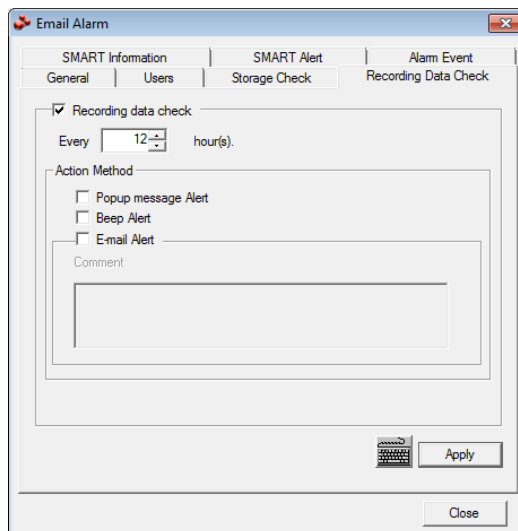 Email Alarm
SMART Information SMART Alert Alarm Event
General Users Storage Check Recording Data Check
Recording data check
Every 12 hour(s).
Action Method
Popup message Alert
Beep Alert
E-mail Alert
Comment
Apply
Close